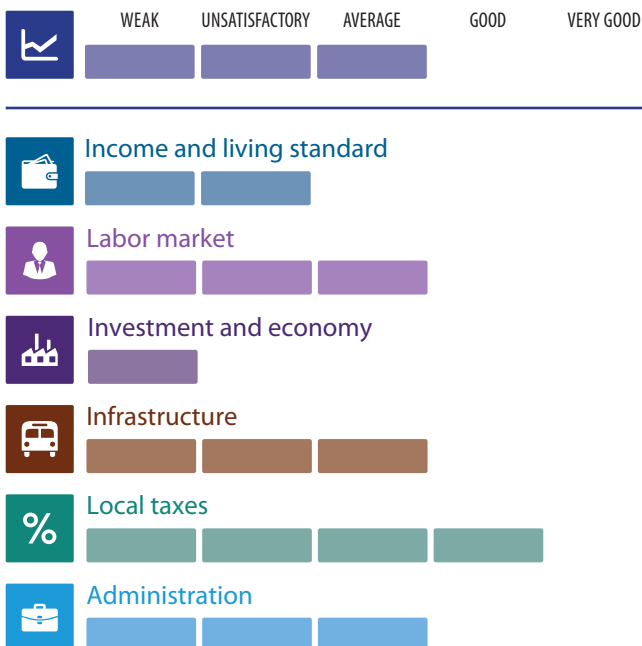 WEAK UNSATISFACTORY AVERAGE GOOD VERY GOOD
Income and living standard
Labor market
Investment and economy
Infrastructure
%
Local taxes
Administration